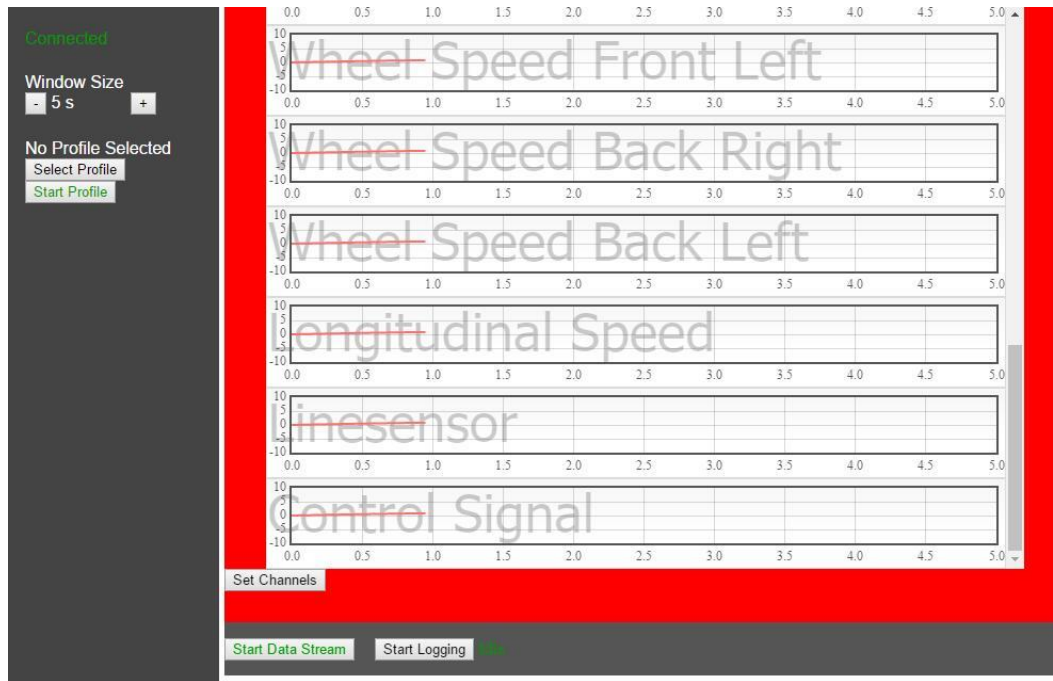 Connected
Window Size
- 5 s +
No Profile Selected
Select Profile
Start Profile
0.0 0.5 1.0 1.5 2.0 2.5 3.0 3.5 4.0 4.5 5.0
Wheel Speed Front Left
10
5
0
-5
-10
0.0 0.5 1.0 1.5 2.0 2.5 3.0 3.5 4.0 4.5 5.0
Wheel Speed Back Right
10
5
0
-5
-10
0.0 0.5 1.0 1.5 2.0 2.5 3.0 3.5 4.0 4.5 5.0
Wheel Speed Back Left
10
5
0
-5
-10
0.0 0.5 1.0 1.5 2.0 2.5 3.0 3.5 4.0 4.5 5.0
Longitudinal Speed
10
5
0
-5
-10
0.0 0.5 1.0 1.5 2.0 2.5 3.0 3.5 4.0 4.5 5.0
Linesensor
10
5
0
-5
-10
0.0 0.5 1.0 1.5 2.0 2.5 3.0 3.5 4.0 4.5 5.0
Control Signal
10
5
0
-5
-10
0.0 0.5 1.0 1.5 2.0 2.5 3.0 3.5 4.0 4.5 5.0
Set Channels
Start Data Stream Start Logging